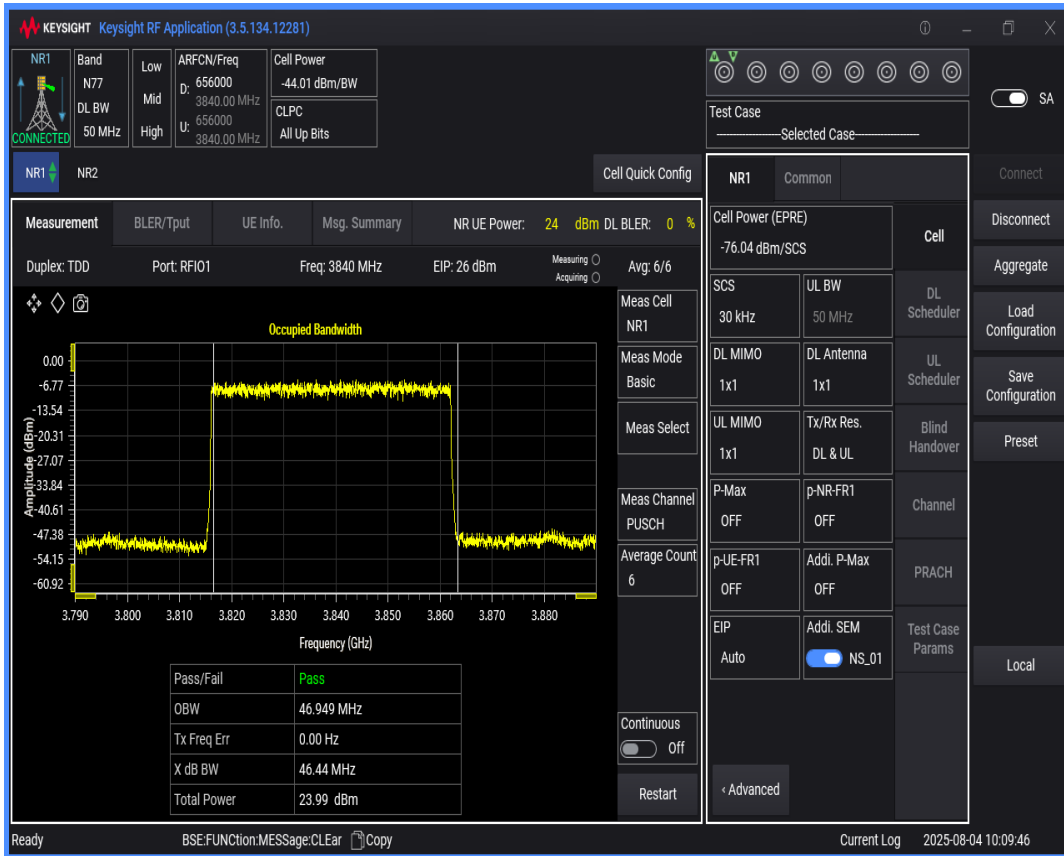 KEYSIGHT Keysight RF Application (3.5.134.12281)
NR1
CONNECTED
Band
N77
DL BW
50 MHz
Low
Mid
High
ARFCN/Freq
D: 656000
3840.00 MHz
U: 656000
3840.00 MHz
Cell Power
-44.01 dBm/BW
CLPC
All Up Bits
Test Case
Selected Case
SA
NR1
NR2
Cell Quick Config
Measurement
BLER/Tput
UE Info.
Msg. Summary
NR UE Power: 24 dBm DL BLER: 0 %
Duplex: TDD
Port: RFIO1
Freq: 3840 MHz
EIP: 26 dBm
Measuring
Acquiring
Avg: 6/6
Occupied Bandwidth
Amplitude (dBm)
0.00
-6.77
-13.54
-20.31
-27.07
-33.84
-40.61
-47.38
-54.15
-60.92
3.790 3.800 3.810 3.820 3.830 3.840 3.850 3.860 3.870 3.880
Frequency (GHz)
Pass/Fail Pass
OBW 46.949 MHz
Tx Freq Err 0.00 Hz
X dB BW 46.44 MHz
Total Power 23.99 dBm
Meas Cell
NR1
Meas Mode
Basic
Meas Select
Meas Channel
PUSCH
Average Count
6
Continuous
Off
Restart
NR1
Common
Cell Power (EPRE)
-76.04 dBm/SCS
SCS
30 kHz
UL BW
50 MHz
DL MIMO
1x1
DL Antenna
1x1
UL MIMO
1x1
Tx/Rx Res.
DL & UL
P-Max
OFF
p-NR-FR1
OFF
p-UE-FR1
OFF
Addi. P-Max
OFF
EIP
Auto
Addi. SEM
NS_01
‹ Advanced
Cell
DL
Scheduler
UL
Scheduler
Blind
Handover
Channel
PRACH
Test Case
Params
Connect
Disconnect
Aggregate
Load
Configuration
Save
Configuration
Preset
Local
Ready
BSE:FUNCtion:MESSage:CLEar
Copy
Current Log
2025-08-04 10:09:46